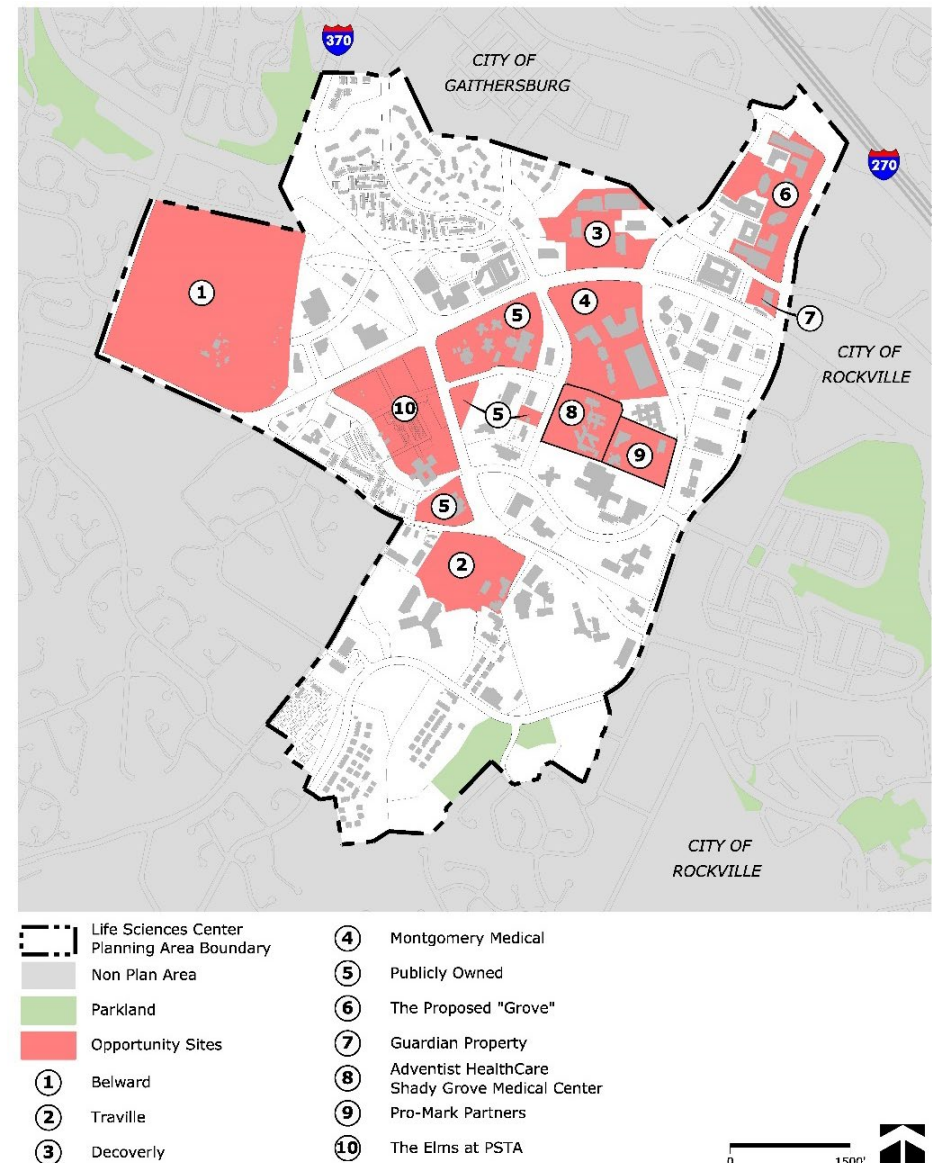 370
CITY OF
GAITHERSBURG
270
6
3
1
4
5
7
CITY OF
ROCKVILLE
10
5
8
9
5
2
CITY OF
ROCKVILLE
Life Sciences Center
Planning Area Boundary
Non Plan Area
Parkland
Opportunity Sites
1 Belward
2 Traville
3 Decoverly
4 Montgomery Medical
5 Publicly Owned
6 The Proposed "Grove"
7 Guardian Property
8 Adventist HealthCare
Shady Grove Medical Center
9 Pro-Mark Partners
10 The Elms at PSTA
0 1500'